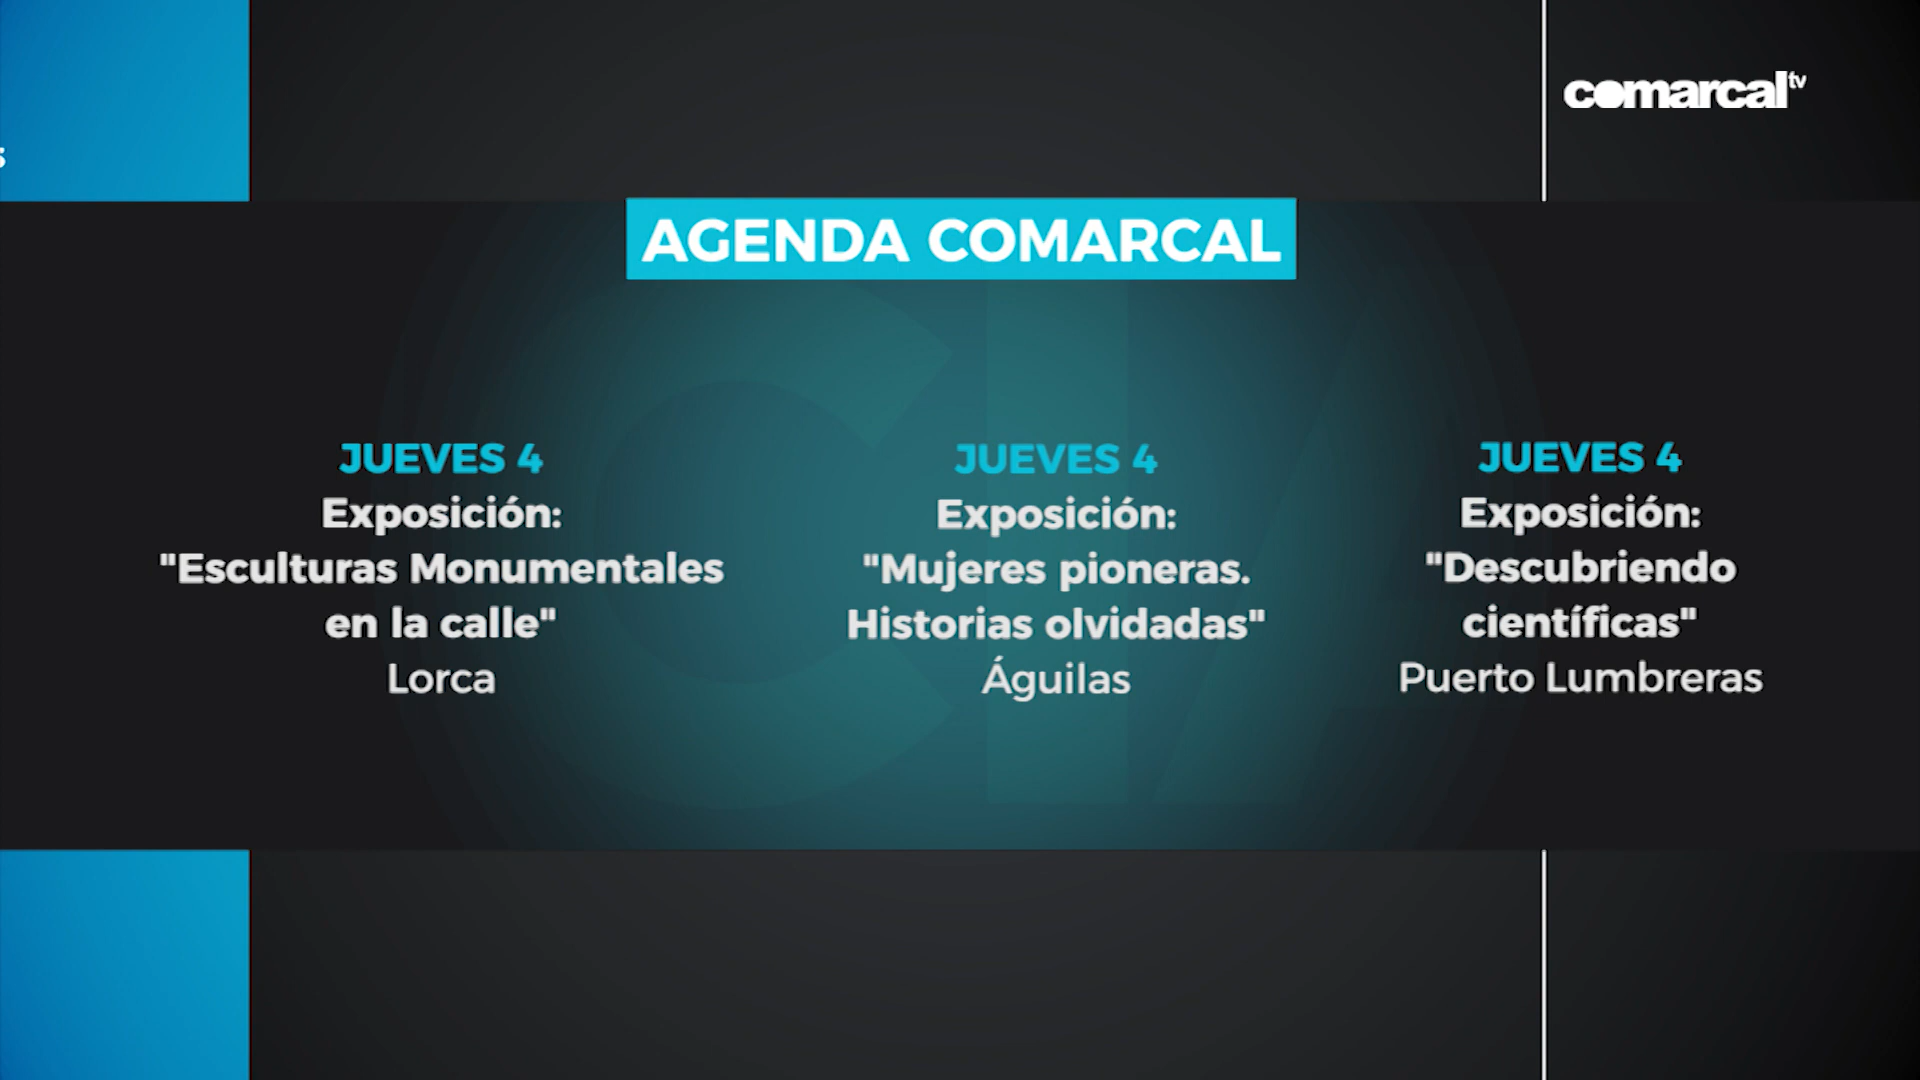 comarcal tv
AGENDA COMARCAL
JUEVES 4
Exposición:
"Esculturas Monumentales
en la calle"
Lorca
JUEVES 4
Exposición:
"Mujeres pioneras.
Historias olvidadas"
Águilas
JUEVES 4
Exposición:
"Descubriendo
científicas"
Puerto Lumbreras